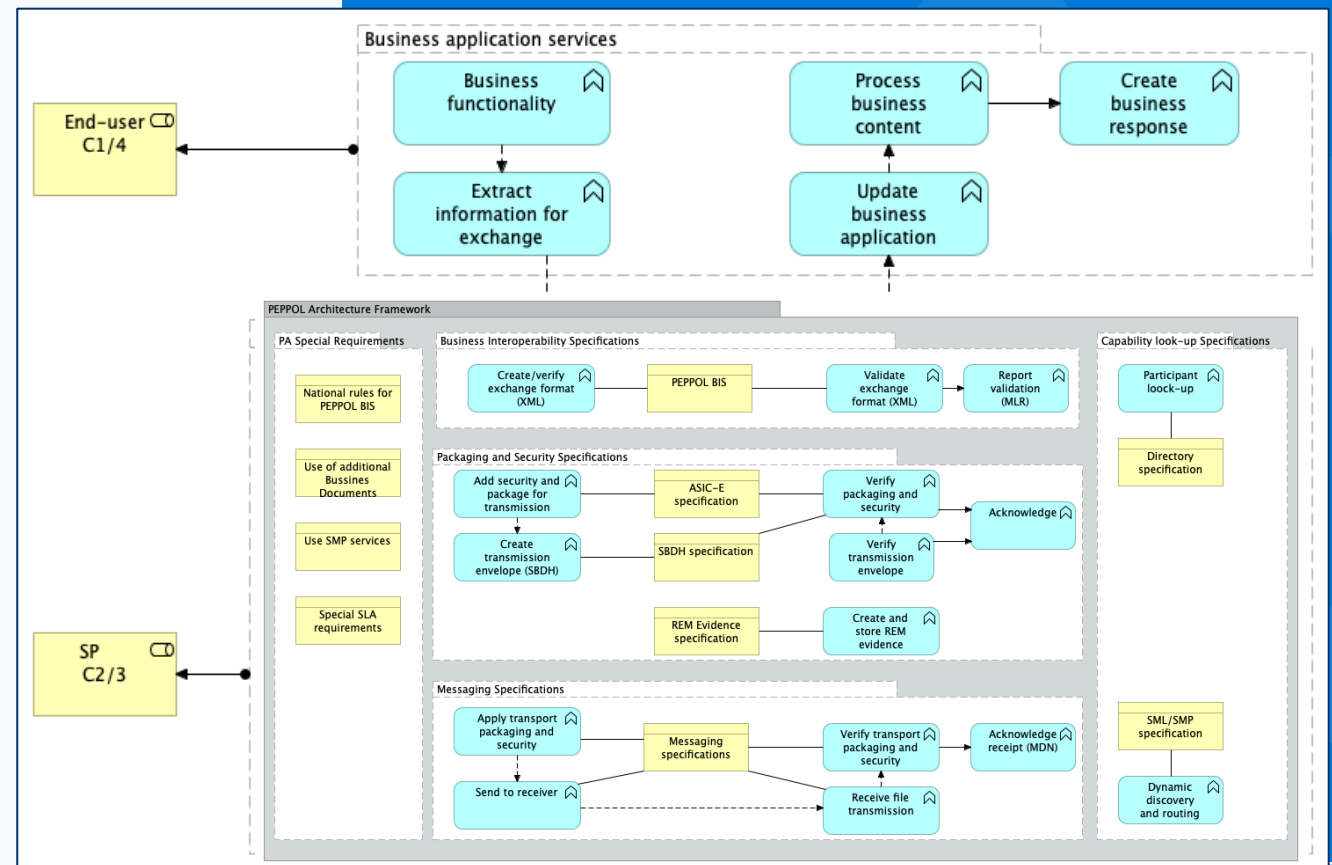 Business application services
Business
functionality
Process
business
content
Create
business
response
End-user
C1/4
Extract
information for
exchange
Update
business
application
PEPPOL Architecture Framework
PA Special Requirements
National rules for
PEPPOL BIS
Use of additional
Bussines
Documents
Use SMP services
Special SLA
requirements
Business Interoperability Specifications
Create/verify
exchange format
(XML)
PEPPOL BIS
Validate
exchange
format (XML)
Report
validation
(MLR)
Packaging and Security Specifications
Add security and
package for
transmission
ASIC-E
specification
Verify
packaging and
security
Acknowledge
Create
transmission
envelope (SBDH)
SBDH specification
Verify
transmission
envelope
REM Evidence
specification
Create and
store REM
evidence
Messaging Specifications
Apply transport
packaging and
security
Messaging
specifications
Verify transport
packaging and
security
Acknowledge
receipt (MDN)
Send to receiver
Receive file
transmission
Capability look-up Specifications
Participant
loock-up
Directory
specification
SML/SMP
specification
Dynamic
discovery
and routing
SP
C2/3